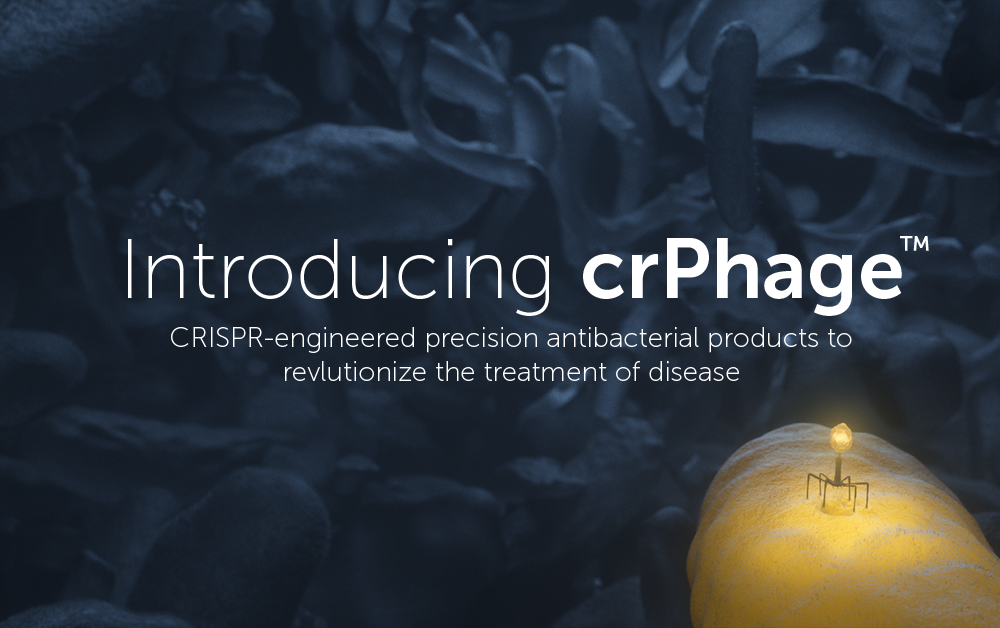 Introducing crPhage™
CRISPR-engineered precision antibacterial products to
revlutionize the treatment of disease